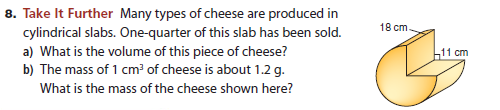 8. Take It Further Many types of cheese are produced in
cylindrical slabs. One-quarter of this slab has been sold.
a) What is the volume of this piece of cheese?
b) The mass of 1 cm³ of cheese is about 1.2 g.
What is the mass of the cheese shown here?
18 cm
11 cm